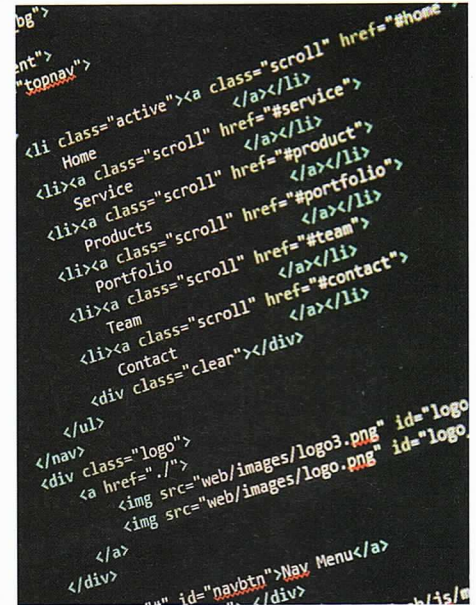 bg">
ent">
"topnav">
<li class="active"><a class="scroll" href="#home
Home </a></li>
<li><a class="scroll" href="#service">
Service </a></li>
<li><a class="scroll" href="#product">
Products </a></li>
<li><a class="scroll" href="#portfolio">
Portfolio </a></li>
<li><a class="scroll" href="#team">
Team </a></li>
<li><a class="scroll" href="#contact">
Contact </a></li>
<div class="clear"></div>
</ul>
</nav>
<div class="logo">
<a href="./">
<img src="web/images/logo3.png" id="logo
<img src="web/images/logo.png" id="logo
</a>
</div>
id="navbtn">Nav Menu</a>
</div>